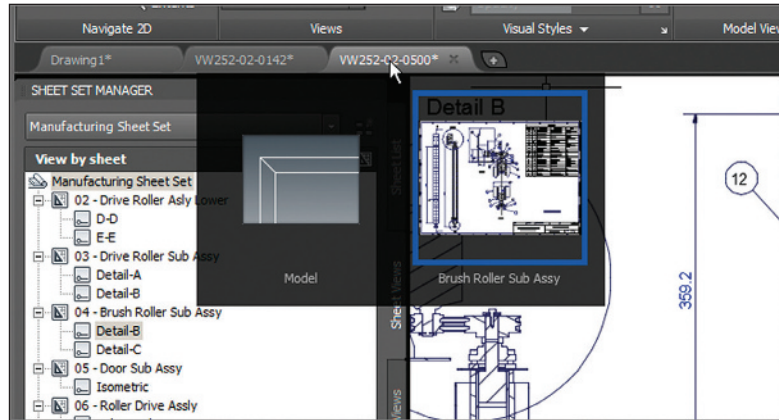 Navigate 2D
Views
Visual Styles
Model View
Drawing1*
VW252-02-0142*
VW252-02-0500*
SHEET SET MANAGER
Manufacturing Sheet Set
View by sheet
Manufacturing Sheet Set
02 - Drive Roller Asly Lower
D-D
E-E
03 - Drive Roller Sub Assy
Detail-A
Detail-B
04 - Brush Roller Sub Assy
Detail-B
Detail-C
05 - Door Sub Assy
Isometric
06 - Roller Drive Assly
Sheet List
Sheet Views
Views
Model
Detail B
Brush Roller Sub Assy
12
359.2